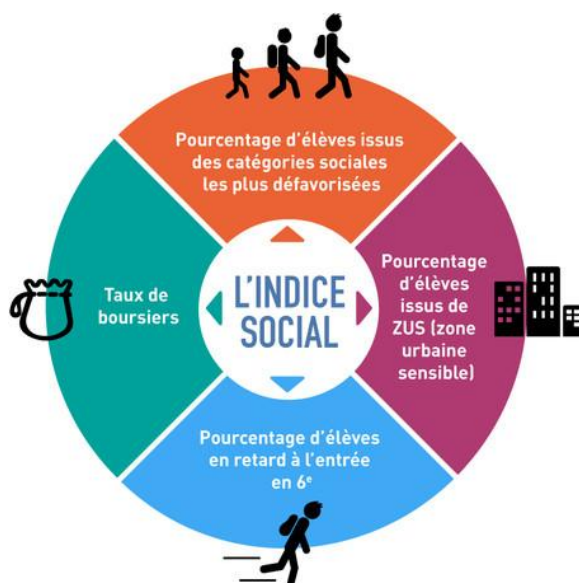 Pourcentage d'élèves issus
des catégories sociales
les plus défavorisées
Taux de
boursiers
L'INDICE
SOCIAL
Pourcentage
d'élèves
issus de
ZUS (zone
urbaine
sensible)
Pourcentage d'élèves
en retard à l'entrée
en 6e